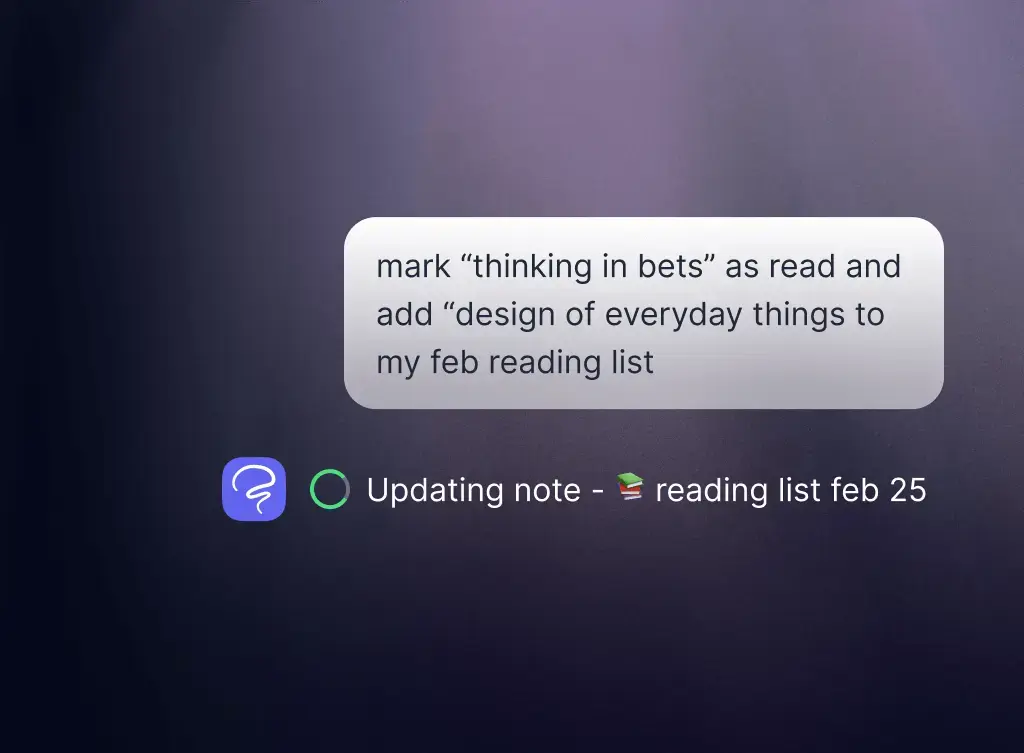 mark “thinking in bets” as read and
add “design of everyday things to
my feb reading list
Updating note - 📚 reading list feb 25